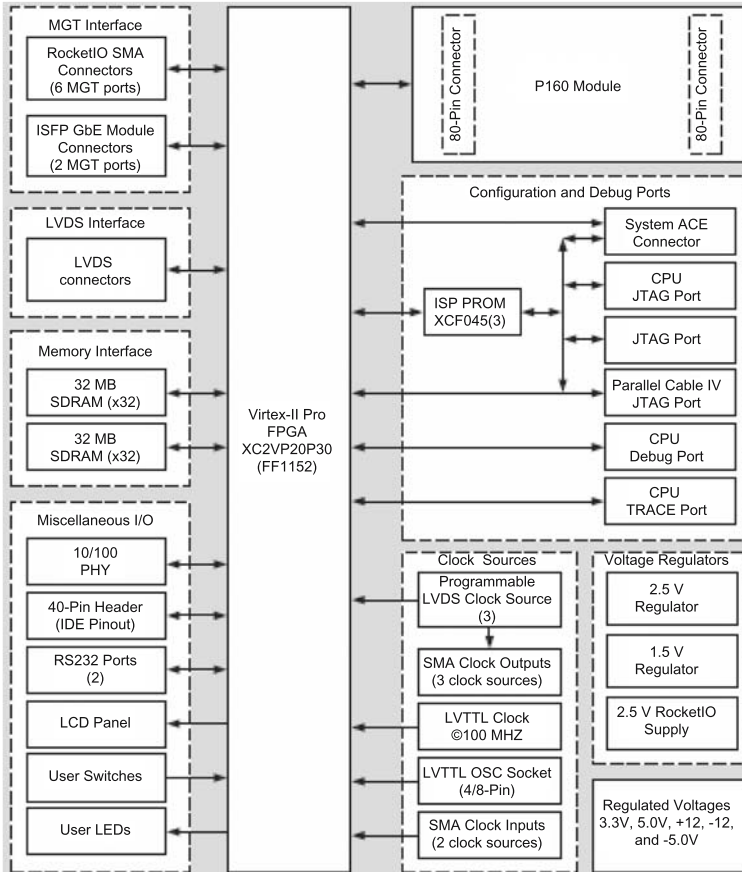 MGT Interface
RocketIO SMA
Connectors
(6 MGT ports)
ISFP GbE Module
Connectors
(2 MGT ports)
LVDS Interface
LVDS
connectors
Memory Interface
32 MB
SDRAM (x32)
32 MB
SDRAM (x32)
Miscellaneous I/O
10/100
PHY
40-Pin Header
(IDE Pinout)
RS232 Ports
(2)
LCD Panel
User Switches
User LEDs
Virtex-II Pro
FPGA
XC2VP20P30
(FF1152)
80-Pin Connector
P160 Module
80-Pin Connector
Configuration and Debug Ports
System ACE
Connector
CPU
JTAG Port
ISP PROM
XCF045(3)
JTAG Port
Parallel Cable IV
JTAG Port
CPU
Debug Port
CPU
TRACE Port
Clock Sources
Programmable
LVDS Clock Source
(3)
SMA Clock Outputs
(3 clock sources)
LVTTL Clock
©100 MHZ
LVTTL OSC Socket
(4/8-Pin)
SMA Clock Inputs
(2 clock sources)
Voltage Regulators
2.5 V
Regulator
1.5 V
Regulator
2.5 V RocketIO
Supply
Regulated Voltages
3.3V, 5.0V, +12, -12,
and -5.0V